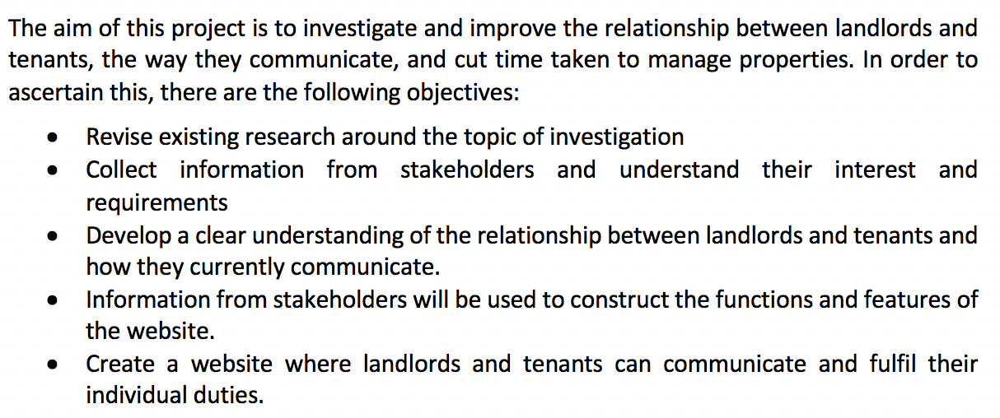 The aim of this project is to investigate and improve the relationship between landlords and
tenants, the way they communicate, and cut time taken to manage properties. In order to
ascertain this, there are the following objectives:
• Revise existing research around the topic of investigation
• Collect information from stakeholders and understand their interest and
requirements
• Develop a clear understanding of the relationship between landlords and tenants and
how they currently communicate.
• Information from stakeholders will be used to construct the functions and features of
the website.
• Create a website where landlords and tenants can communicate and fulfil their
individual duties.